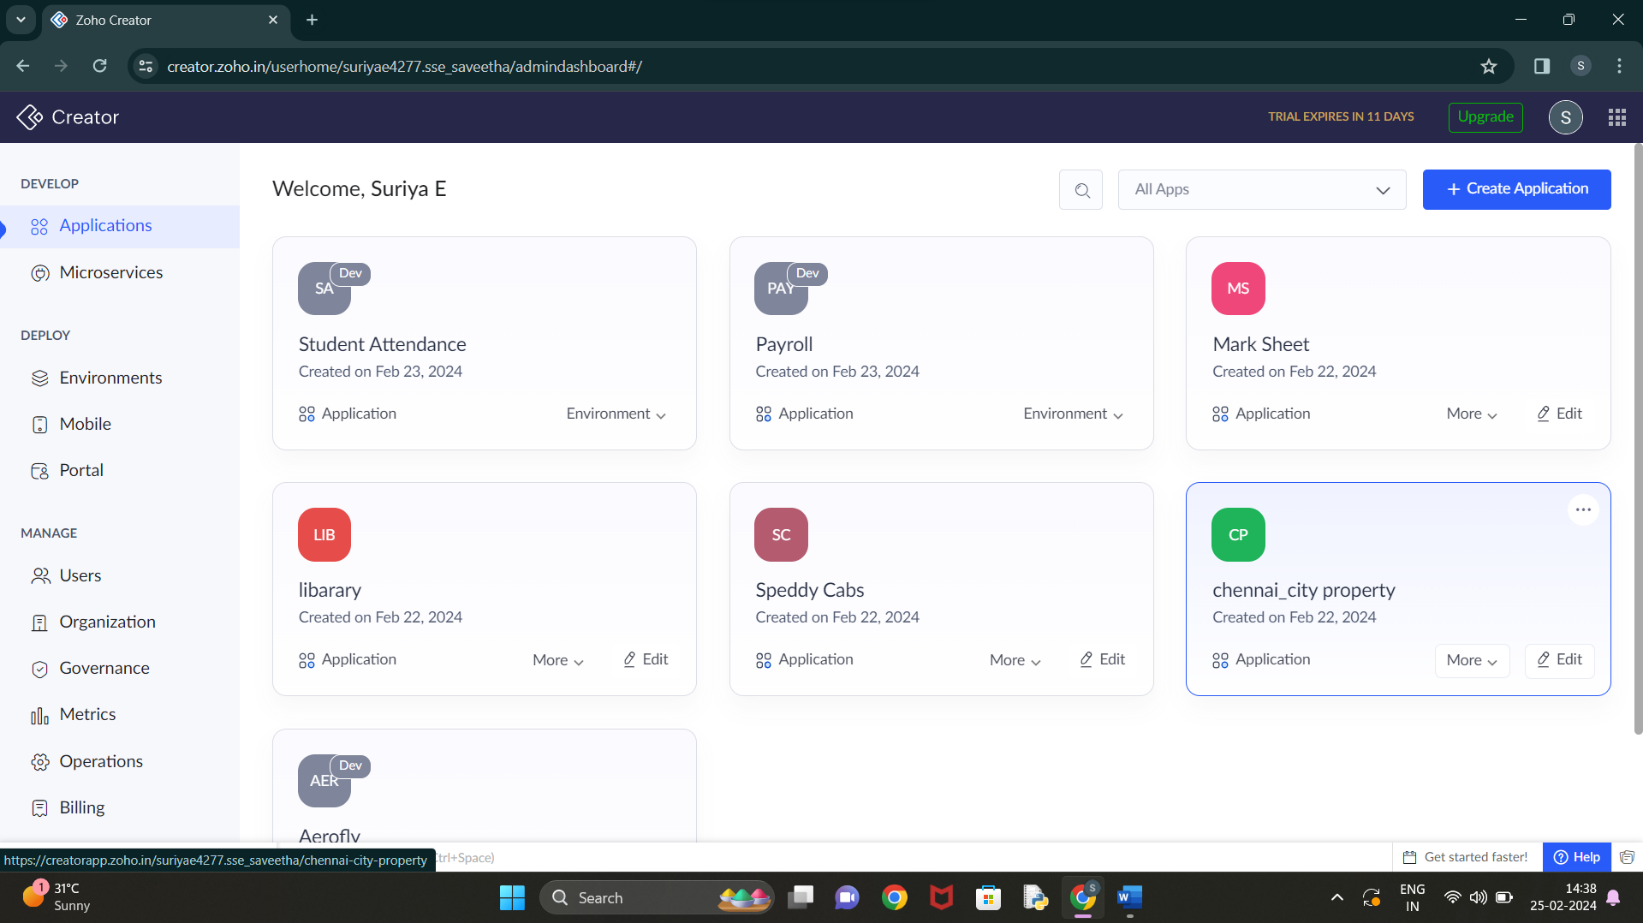 Zoho Creator
creator.zoho.in/userhome/suriyae4277.sse_saveetha/admindashboard#/
S
Creator
TRIAL EXPIRES IN 11 DAYS
Upgrade
S
DEVELOP
Applications
Microservices
DEPLOY
Environments
Mobile
Portal
MANAGE
Users
Organization
Governance
Metrics
Operations
Billing
Welcome, Suriya E
All Apps
+ Create Application
SA Dev
Student Attendance
Created on Feb 23, 2024
Application Environment
PAY Dev
Payroll
Created on Feb 23, 2024
Application Environment
MS
Mark Sheet
Created on Feb 22, 2024
Application More Edit
LIB
libarary
Created on Feb 22, 2024
Application More Edit
SC
Speddy Cabs
Created on Feb 22, 2024
Application More Edit
CP
chennai_city property
Created on Feb 22, 2024
Application More Edit
AER Dev
Aerofly
https://creatorapp.zoho.in/suriyae4277.sse_saveetha/chennai-city-property
trl+Space)
Get started faster!
Help
1
31°C
Sunny
Search
S
W
ENG
IN
14:38
25-02-2024